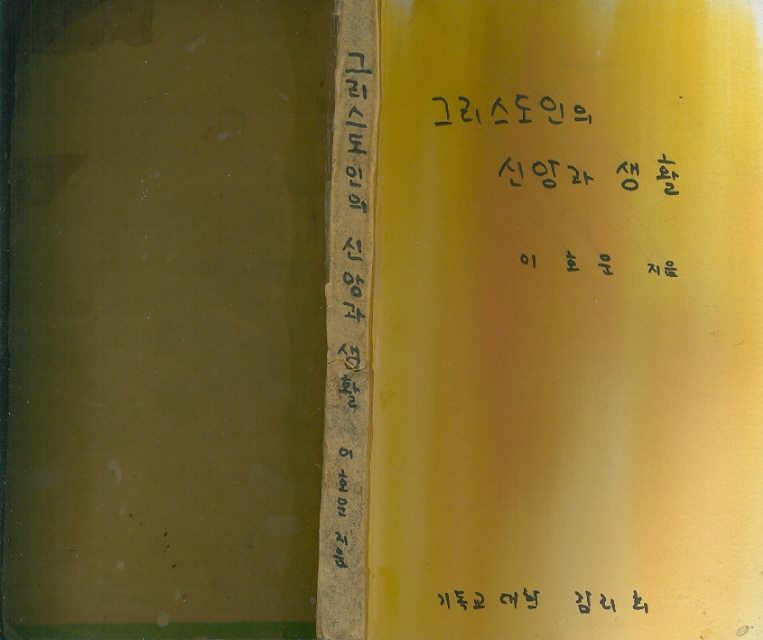 그리스도인의 신앙과 생활 이호운 지음
그리스도인의
신앙과 생활
이 호 운 지음
기독교 대한 감리회